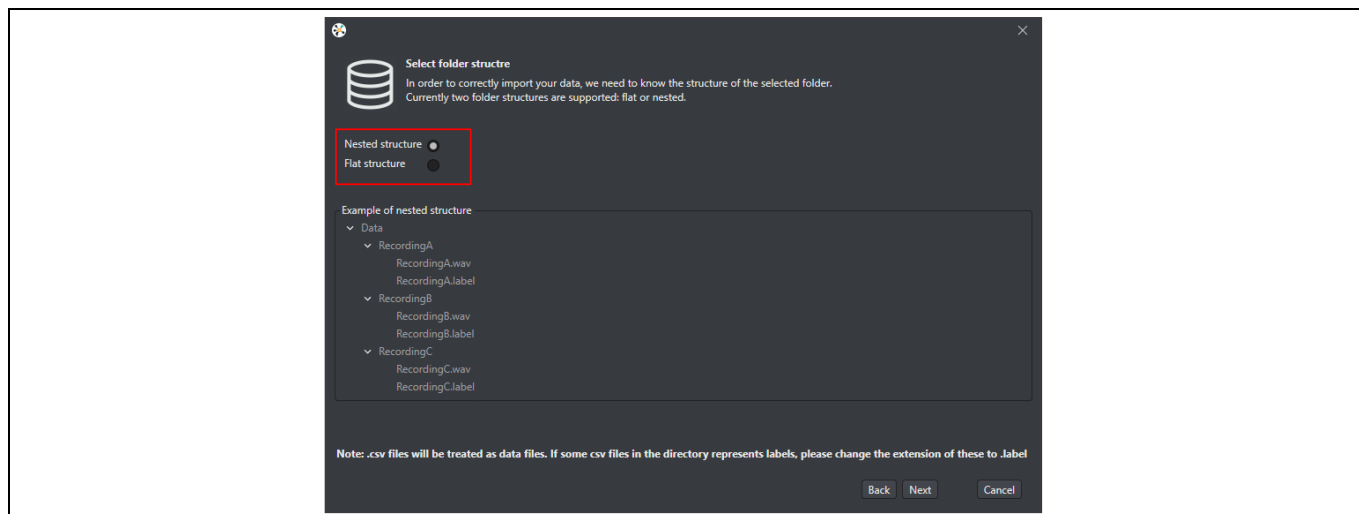 Select folder structre
In order to correctly import your data, we need to know the structure of the selected folder.
Currently two folder structures are supported: flat or nested.
Nested structure
Flat structure
Example of nested structure
Data
RecordingA
RecordingA.wav
RecordingA.label
RecordingB
RecordingB.wav
RecordingB.label
RecordingC
RecordingC.wav
RecordingC.label
Note: .csv files will be treated as data files. If some csv files in the directory represents labels, please change the extension of these to .label
Back Next Cancel